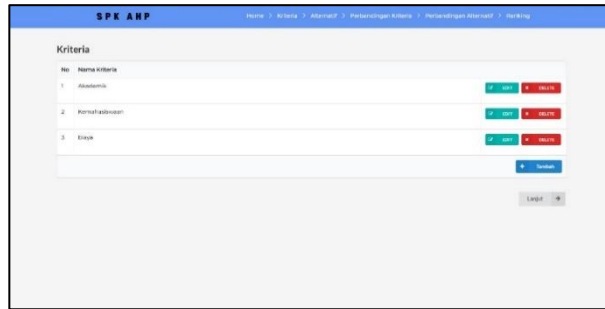 SPK AHP
Home > Kriteria > Alternatif > Perbandingan Kriteria > Perbandingan Alternatif > Ranking
Kriteria
No Nama Kriteria
1 Akademik
EDIT DELETE
2 Kemahasiswaan
EDIT DELETE
3 Biaya
EDIT DELETE
+ Tambah
Lanjut →